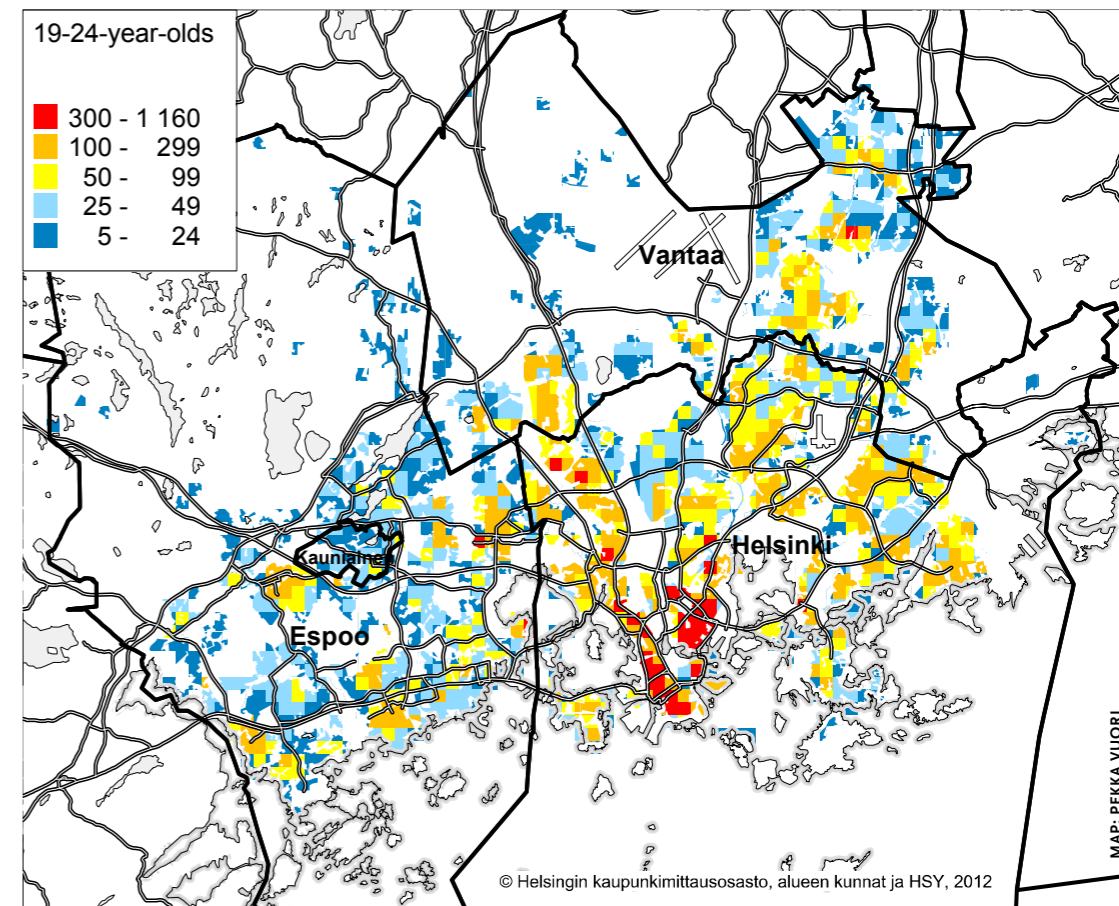 19-24-year-olds
300 - 1 160
100 - 299
50 - 99
25 - 49
5 - 24
Vantaa
Helsinki
Kauniainen
Espoo
MAP: PEKKA VUORI
© Helsingin kaupunkimittausosasto, alueen kunnat ja HSY, 2012